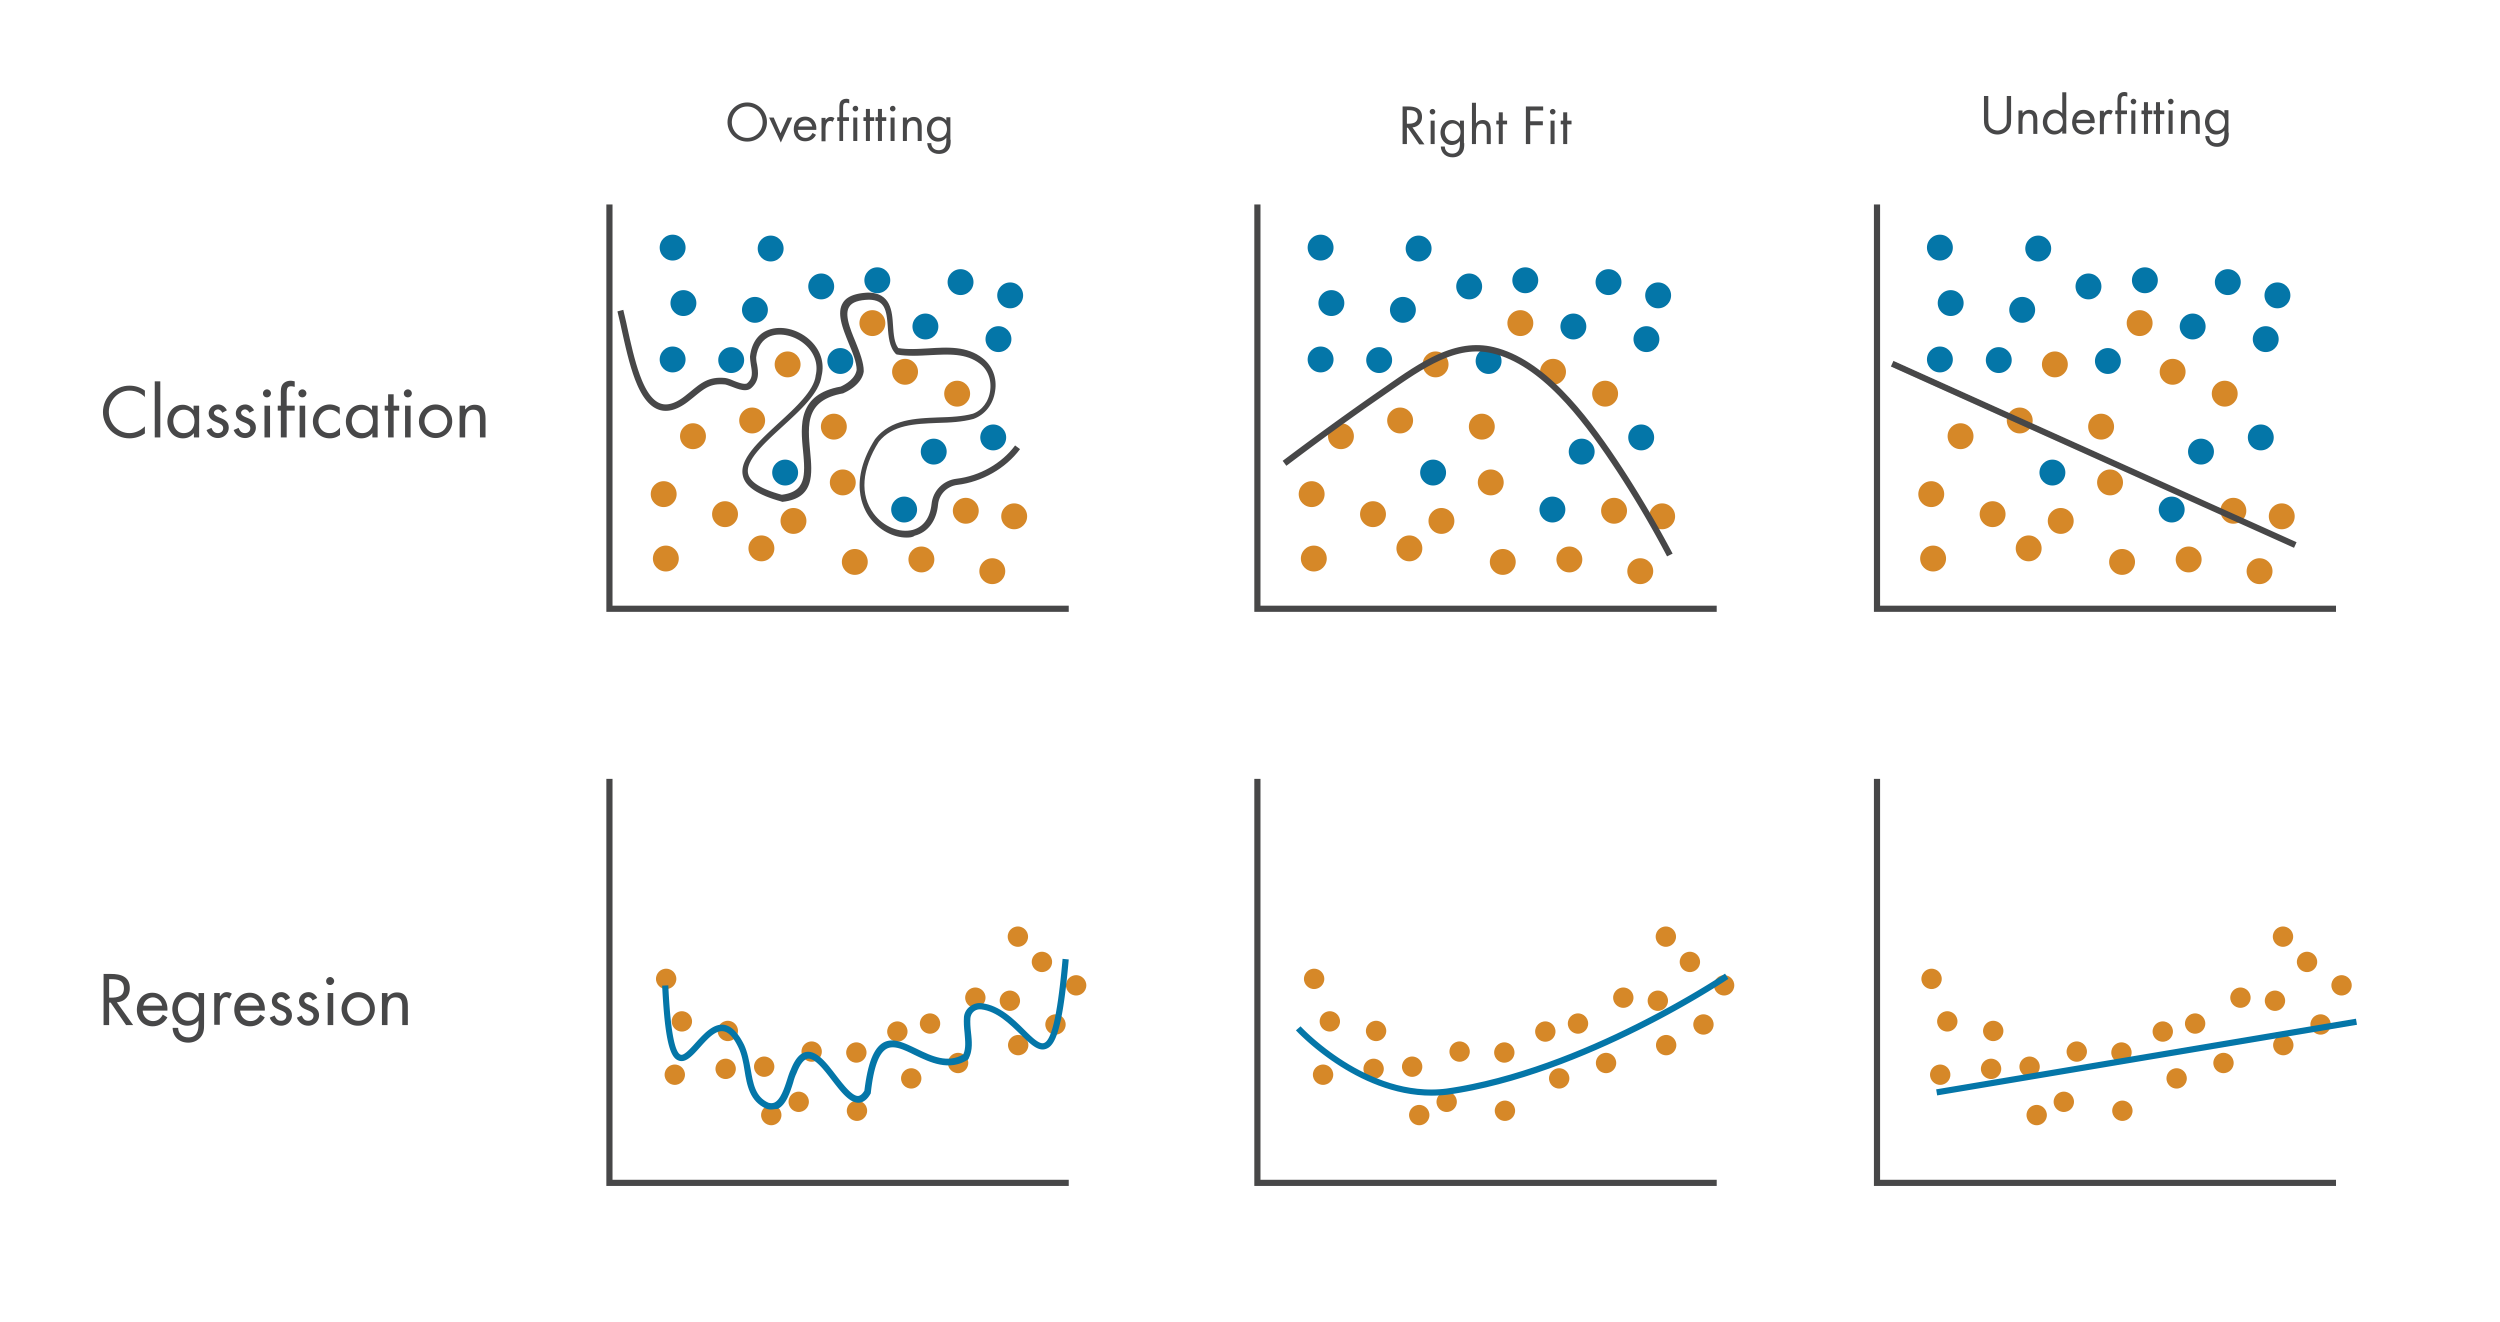 Overfitting
Right Fit
Underfitting
Classification
Regression